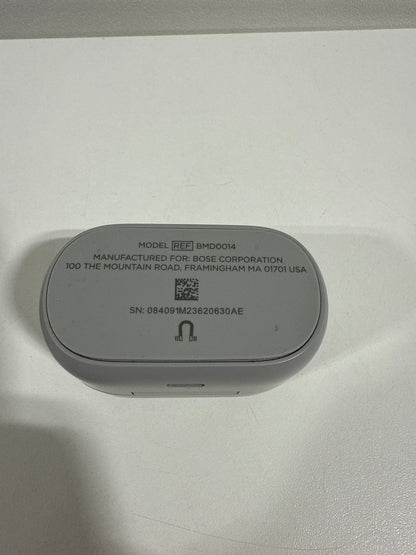 MODEL REF BMD0014
MANUFACTURED FOR: BOSE CORPORATION
100 THE MOUNTAIN ROAD, FRAMINGHAM MA 01701 USA
SN: 084091M23620630AE